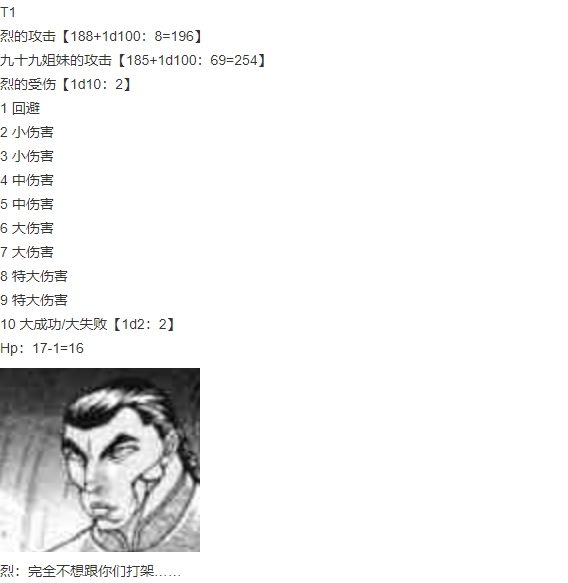 T1
烈的攻击【188+1d100：8=196】
九十九姐妹的攻击【185+1d100：69=254】
烈的受伤【1d10：2】
1 回避
2 小伤害
3 小伤害
4 中伤害
5 中伤害
6 大伤害
7 大伤害
8 特大伤害
9 特大伤害
10 大成功/大失败【1d2：2】
Hp：17-1=16
烈：完全不想跟你们打架……